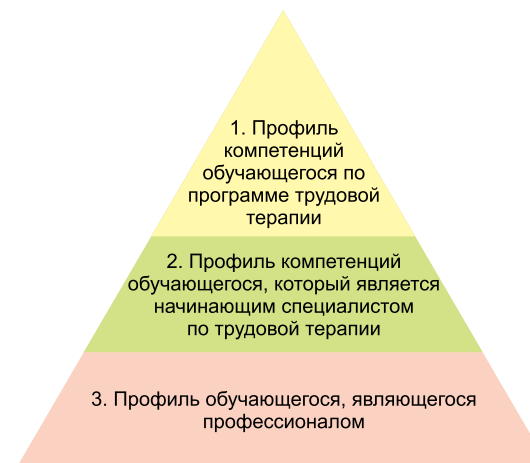 1. Профиль
компетенций
обучающегося по
программе трудовой
терапии
2. Профиль компетенций
обучающегося, который является
начинающим специалистом
по трудовой терапии
3. Профиль обучающегося, являющегося
профессионалом